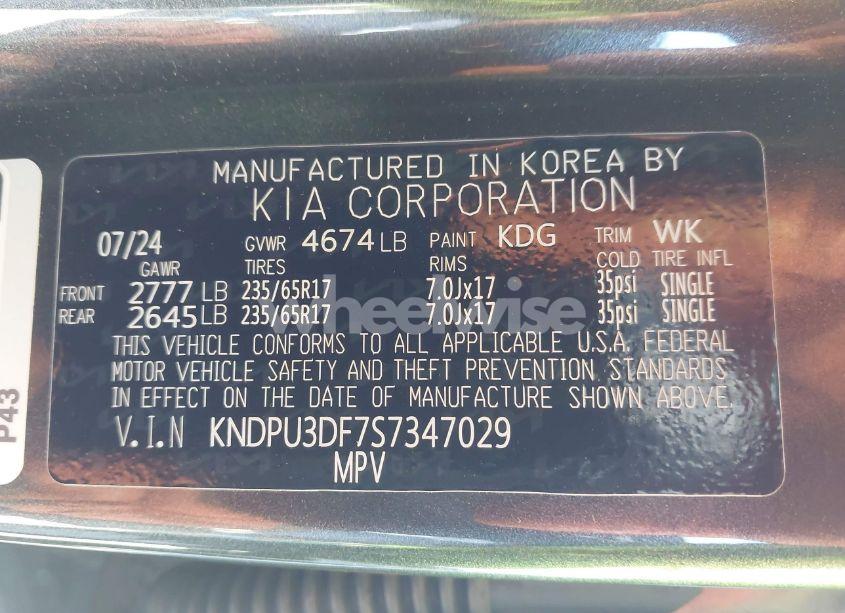 MANUFACTURED IN KOREA BY
KIA CORPORATION
07/24 GVWR 4674 LB PAINT KDG TRIM WK
GAWR TIRES RIMS COLD TIRE INFL
FRONT 2777 LB 235/65R17 7.0Jx17 35psi SINGLE
REAR 2645 LB 235/65R17 7.0Jx17 35psi SINGLE
THIS VEHICLE CONFORMS TO ALL APPLICABLE U.S.A. FEDERAL
MOTOR VEHICLE SAFETY AND THEFT PREVENTION STANDARDS
IN EFFECT ON THE DATE OF MANUFACTURE SHOWN ABOVE.
V.I.N KNDPU3DF7S7347029
MPV
P43
wheelwise